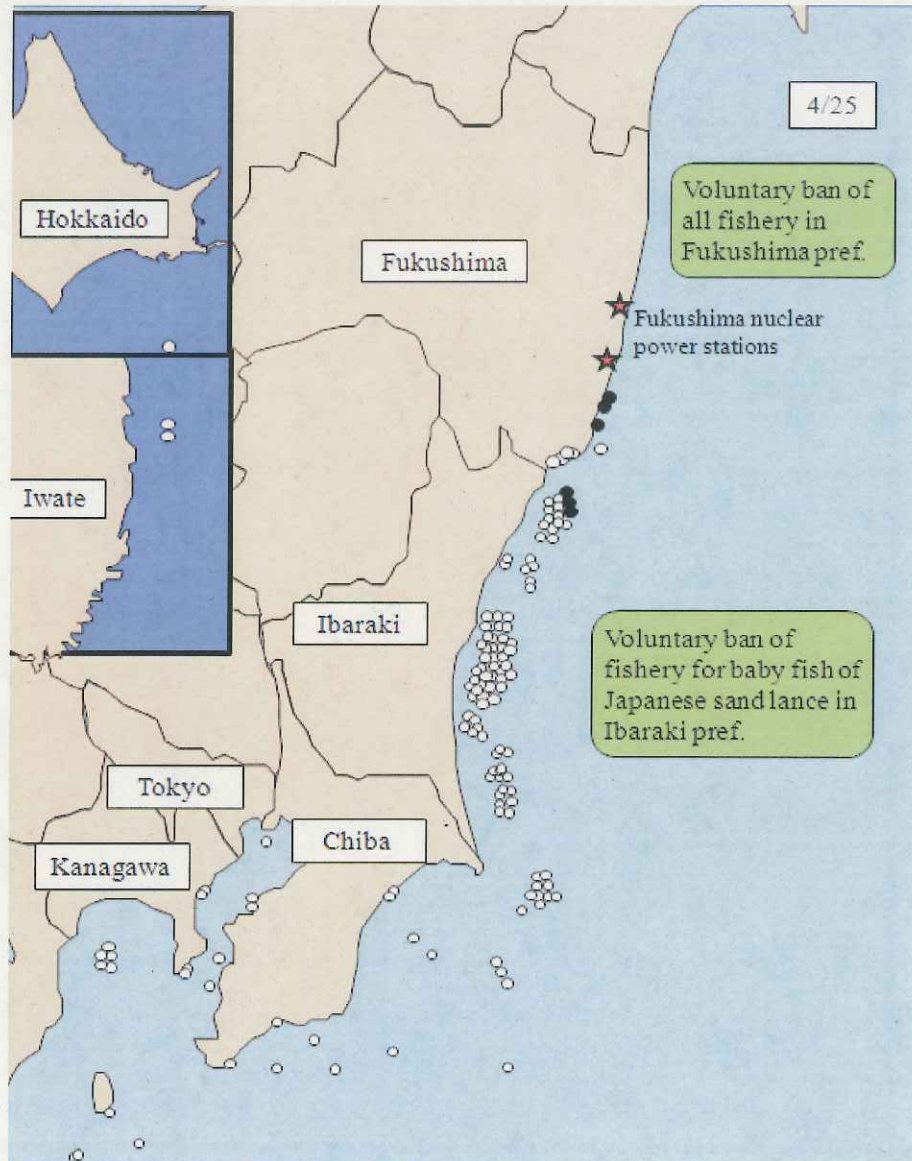 4/25
Hokkaido
Voluntary ban of
all fishery in
Fukushima pref.
Fukushima
Fukushima nuclear
power stations
Iwate
Ibaraki
Voluntary ban of
fishery for baby fish of
Japanese sand lance in
Ibaraki pref.
Tokyo
Chiba
Kanagawa